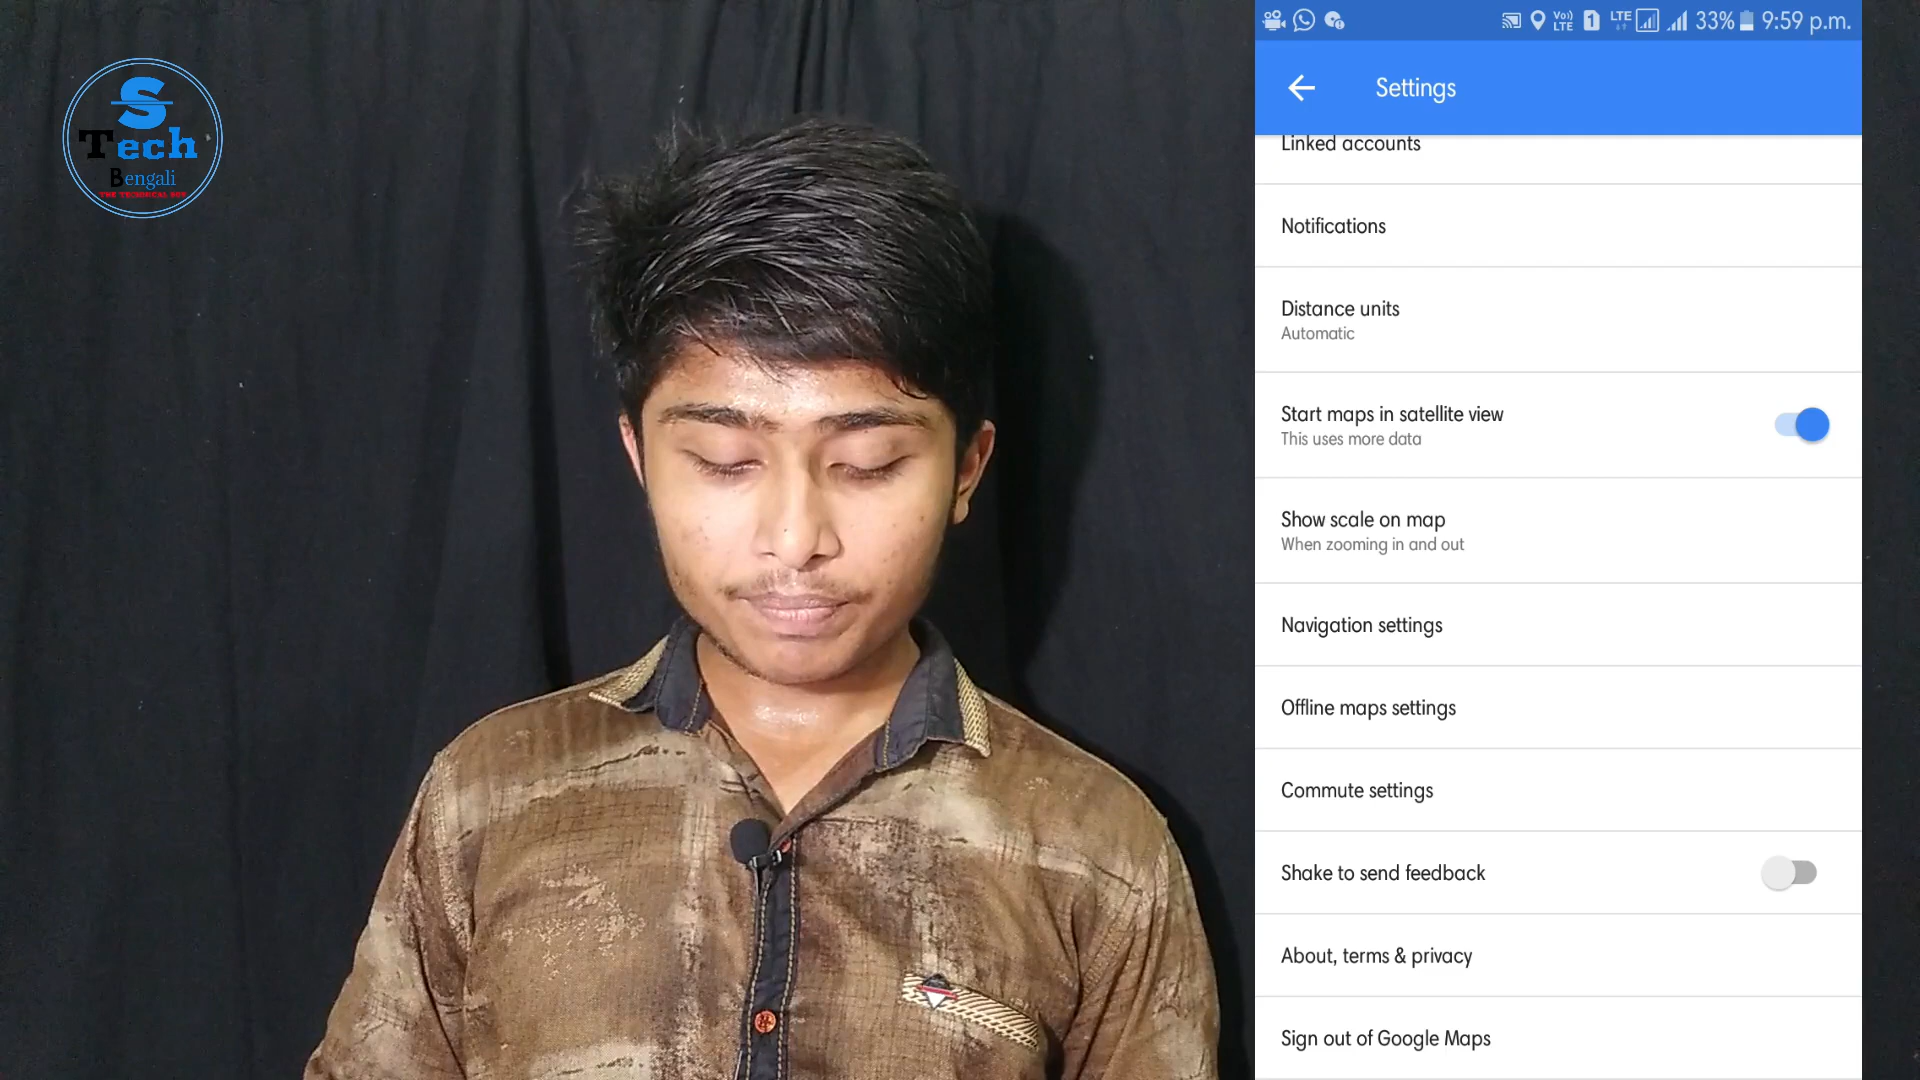 S
Tech
Bengali
33% 9:59 p.m.
Settings
Linked accounts
Notifications
Distance units
Automatic
Start maps in satellite view
This uses more data
Show scale on map
When zooming in and out
Navigation settings
Offline maps settings
Commute settings
Shake to send feedback
About, terms & privacy
Sign out of Google Maps